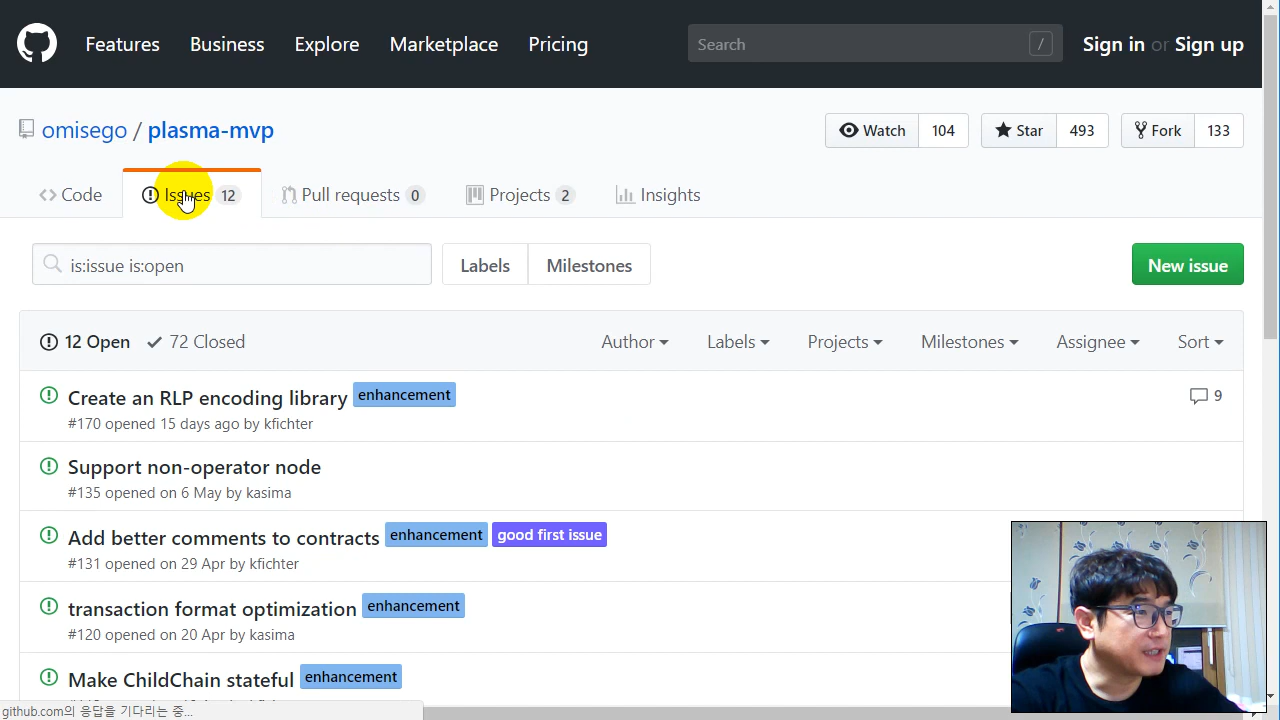 Features Business Explore Marketplace Pricing Search / Sign in or Sign up
omisego / plasma-mvp Watch 104 Star 493 Fork 133
Code Issues 12 Pull requests 0 Projects 2 Insights
is:issue is:open Labels Milestones New issue
12 Open 72 Closed Author Labels Projects Milestones Assignee Sort
Create an RLP encoding library enhancement 9
#170 opened 15 days ago by kfichter
Support non-operator node
#135 opened on 6 May by kasima
Add better comments to contracts enhancement good first issue
#131 opened on 29 Apr by kfichter
transaction format optimization enhancement
#120 opened on 20 Apr by kasima
Make ChildChain stateful enhancement
github.com의 응답을 기다리는 중...